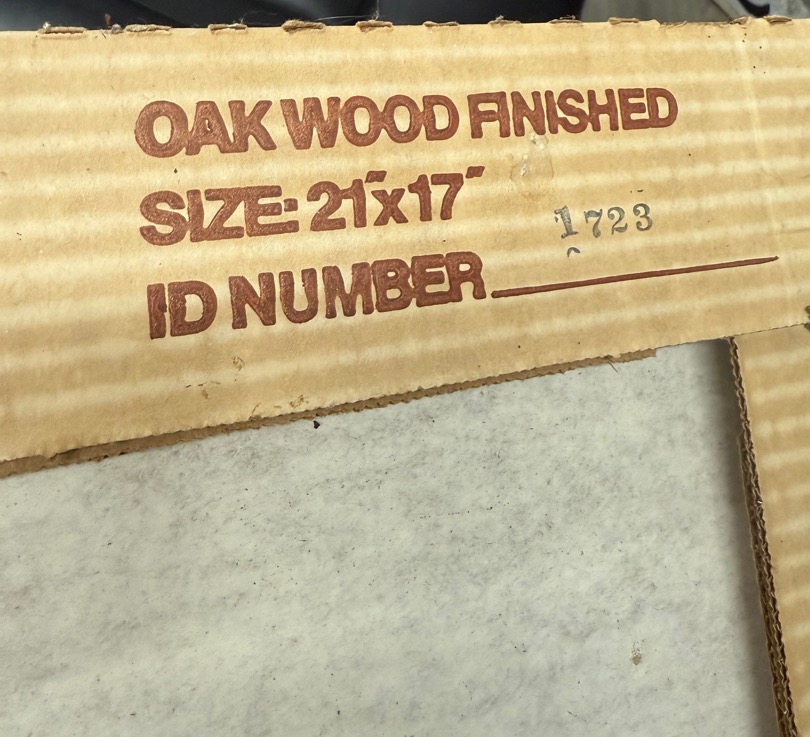 OAK WOOD FINISHED
SIZE: 21"x17"
ID NUMBER 1723